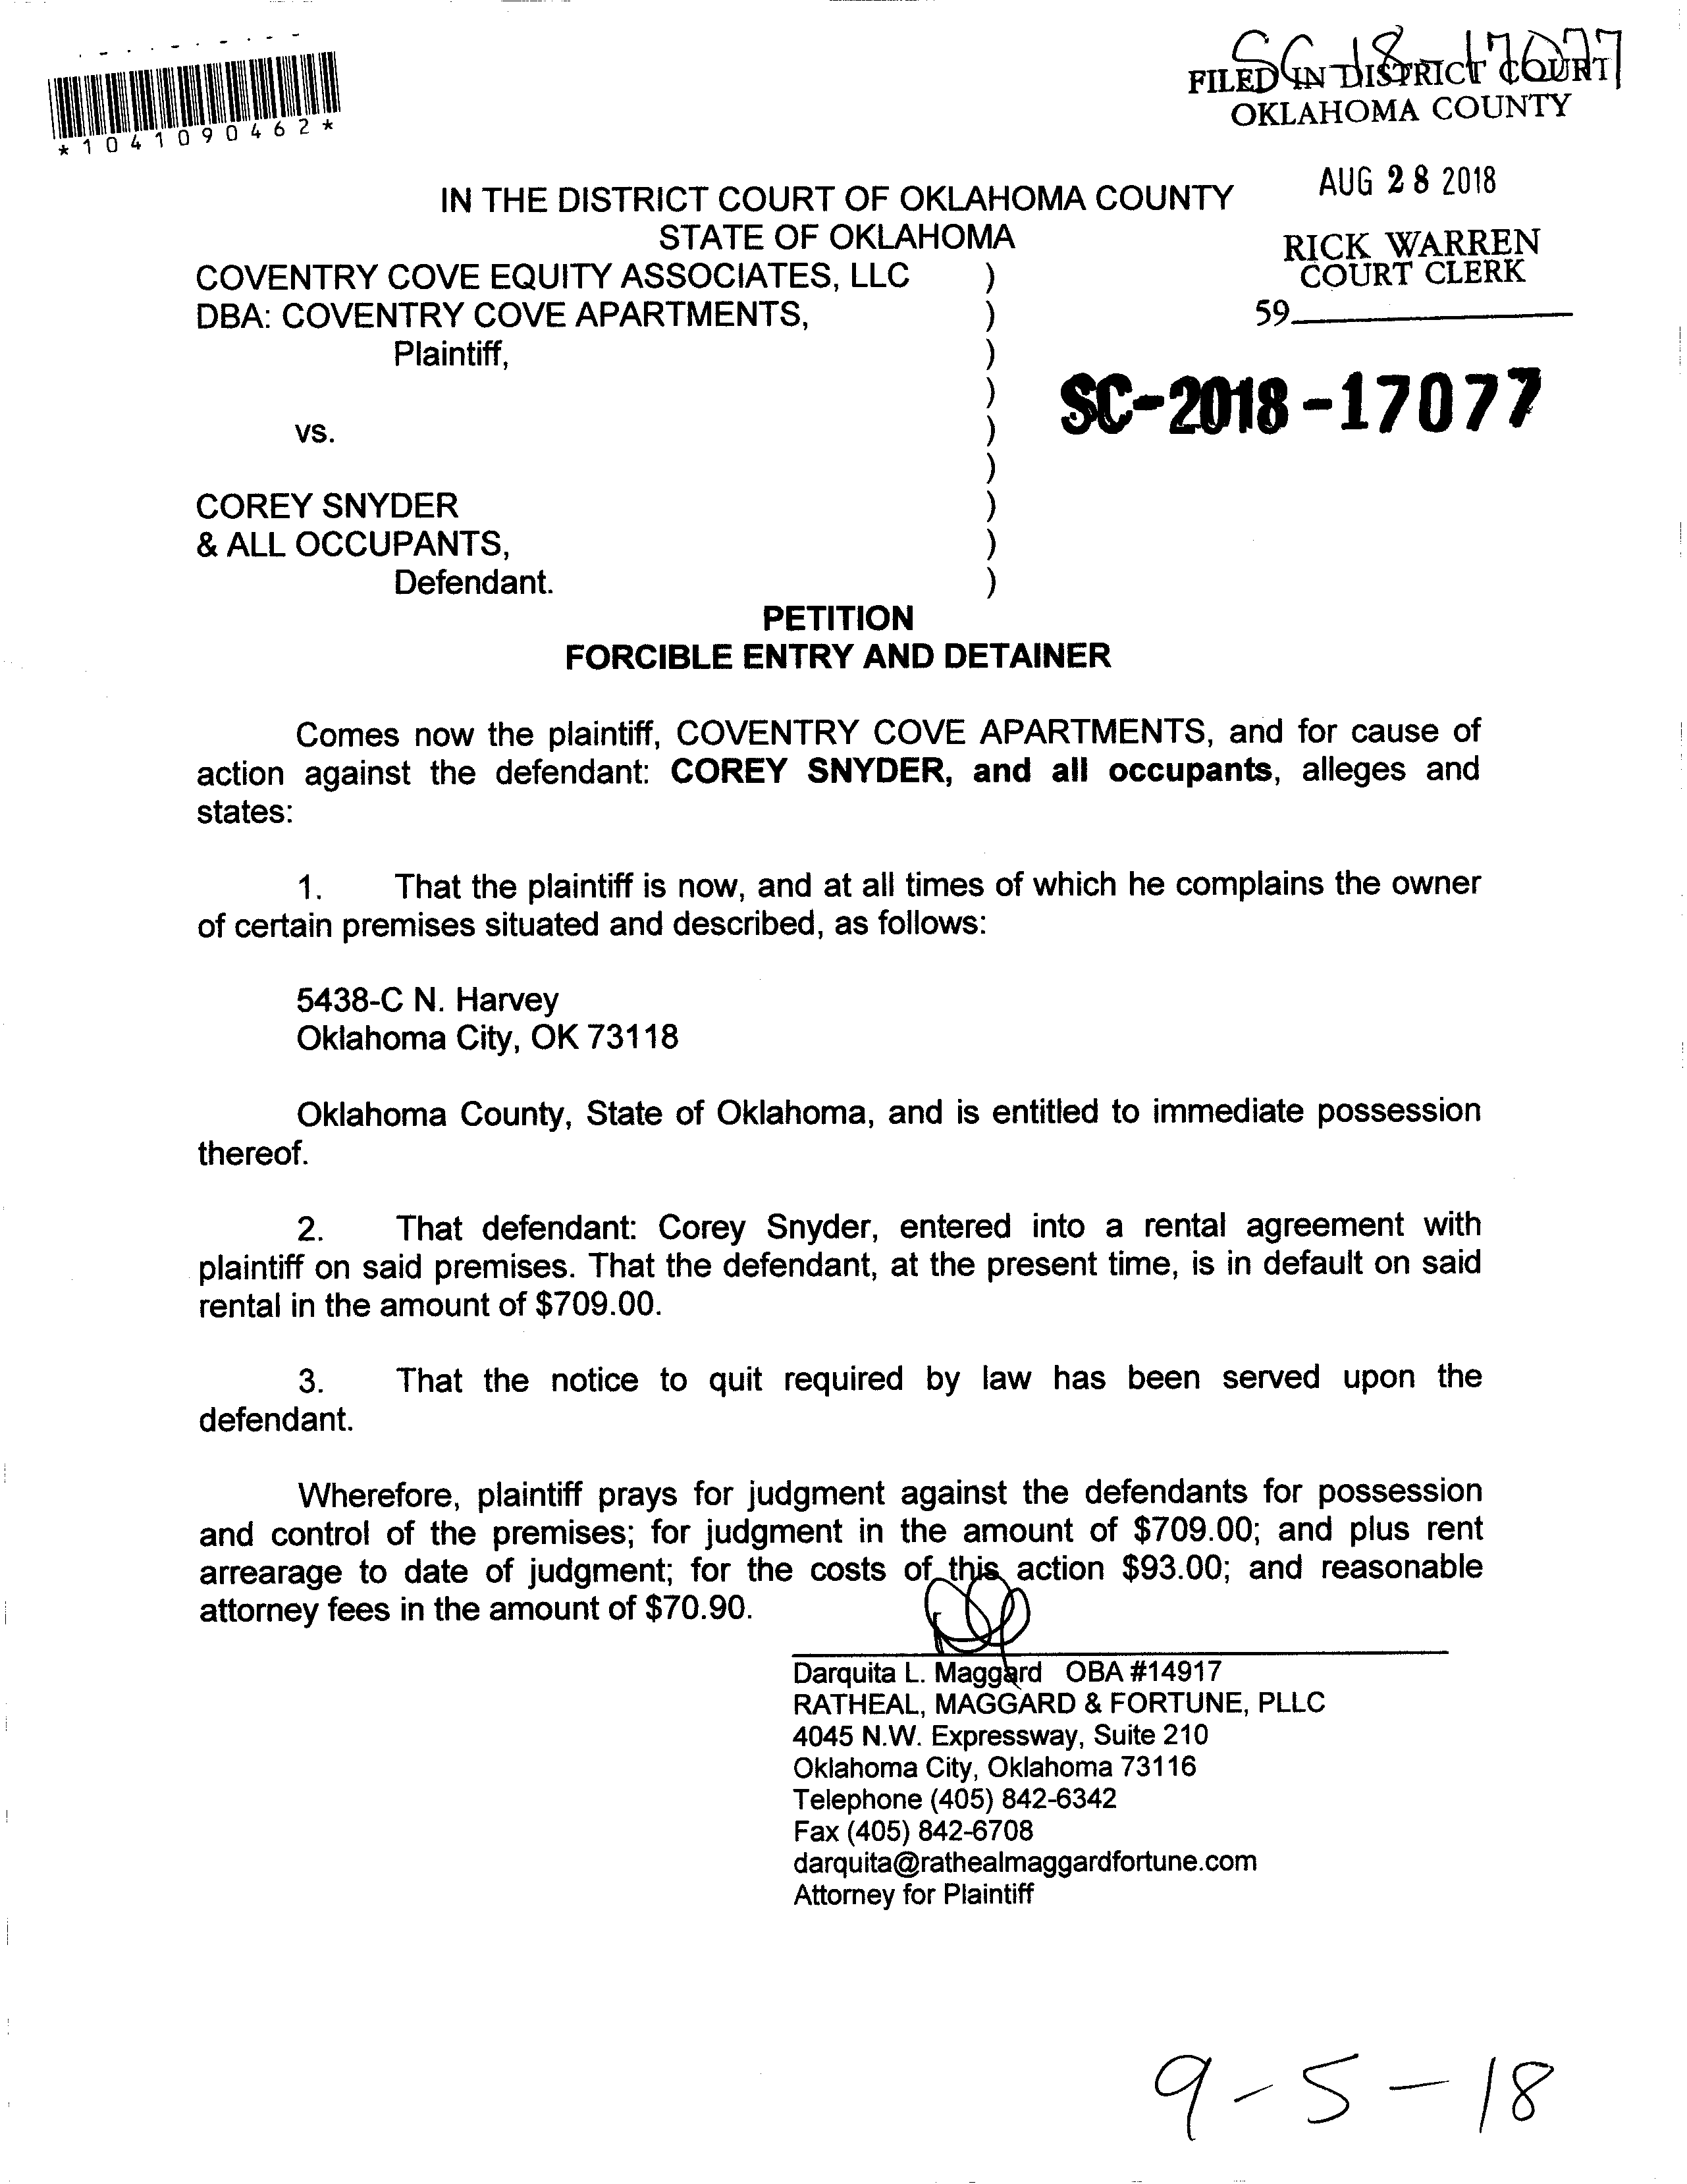 SC-18-17077
FILED IN DISTRICT COURT
OKLAHOMA COUNTY
*1041090462*
AUG 28 2018
IN THE DISTRICT COURT OF OKLAHOMA COUNTY
STATE OF OKLAHOMA
RICK WARREN
COURT CLERK
59
COVENTRY COVE EQUITY ASSOCIATES, LLC )
DBA: COVENTRY COVE APARTMENTS, )
Plaintiff, )
)
vs. )
)
COREY SNYDER )
& ALL OCCUPANTS, )
Defendant. )
SC-2018-17077
PETITION
FORCIBLE ENTRY AND DETAINER
Comes now the plaintiff, COVENTRY COVE APARTMENTS, and for cause of
action against the defendant: COREY SNYDER, and all occupants, alleges and
states:
1. That the plaintiff is now, and at all times of which he complains the owner
of certain premises situated and described, as follows:
5438-C N. Harvey
Oklahoma City, OK 73118
Oklahoma County, State of Oklahoma, and is entitled to immediate possession
thereof.
2. That defendant: Corey Snyder, entered into a rental agreement with
plaintiff on said premises. That the defendant, at the present time, is in default on said
rental in the amount of $709.00.
3. That the notice to quit required by law has been served upon the
defendant.
Wherefore, plaintiff prays for judgment against the defendants for possession
and control of the premises; for judgment in the amount of $709.00; and plus rent
arrearage to date of judgment; for the costs of this action $93.00; and reasonable
attorney fees in the amount of $70.90.
Darquita L. Maggard OBA #14917
RATHEAL, MAGGARD & FORTUNE, PLLC
4045 N.W. Expressway, Suite 210
Oklahoma City, Oklahoma 73116
Telephone (405) 842-6342
Fax (405) 842-6708
darquita@rathealmaggardfortune.com
Attorney for Plaintiff
9-5-18